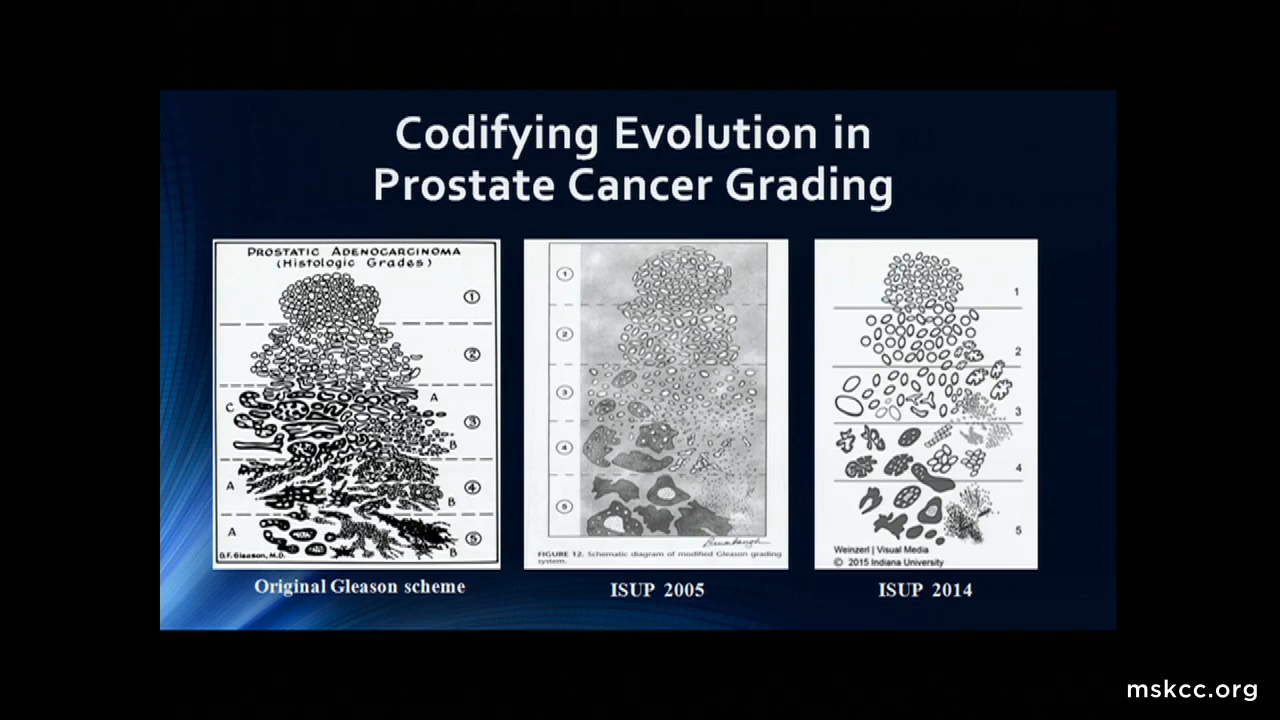 Codifying Evolution in
Prostate Cancer Grading
PROSTATIC ADENOCARCINOMA
(Histologic Grades)
1
2
C
A
3
B
A
4
B
A
5
B
D.F. Gleason, M.D.
Original Gleason scheme
1
2
3
4
5
FIGURE 12. Schematic diagram of modified Gleason grading
system.
ISUP 2005
1
2
3
4
5
Weinzerl | Visual Media
© 2015 Indiana University
ISUP 2014
mskcc.org